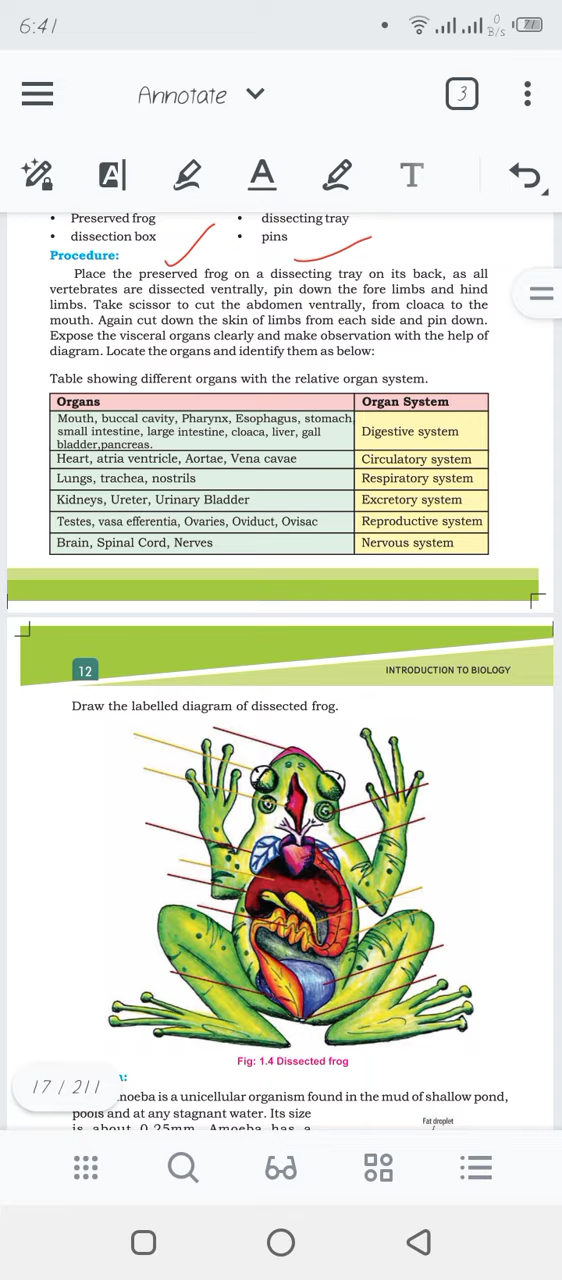 6:41
0
B/s
71
Annotate
3
A
A
T
• Preserved frog • dissecting tray
• dissection box • pins
Procedure:
Place the preserved frog on a dissecting tray on its back, as all
vertebrates are dissected ventrally, pin down the fore limbs and hind
limbs. Take scissor to cut the abdomen ventrally, from cloaca to the
mouth. Again cut down the skin of limbs from each side and pin down.
Expose the visceral organs clearly and make observation with the help of
diagram. Locate the organs and identify them as below:
Table showing different organs with the relative organ system.
Organs Organ System
Mouth, buccal cavity, Pharynx, Esophagus, stomach
small intestine, large intestine, cloaca, liver, gall
bladder,pancreas.
Digestive system
Heart, atria ventricle, Aortae, Vena cavae Circulatory system
Lungs, trachea, nostrils Respiratory system
Kidneys, Ureter, Urinary Bladder Excretory system
Testes, vasa efferentia, Ovaries, Oviduct, Ovisac Reproductive system
Brain, Spinal Cord, Nerves Nervous system
12
INTRODUCTION TO BIOLOGY
Draw the labelled diagram of dissected frog.
Fig: 1.4 Dissected frog
17 / 211
moeba is a unicellular organism found in the mud of shallow pond,
pools and at any stagnant water. Its size
is about 0.25mm. Amoeba has a
Fat droplet